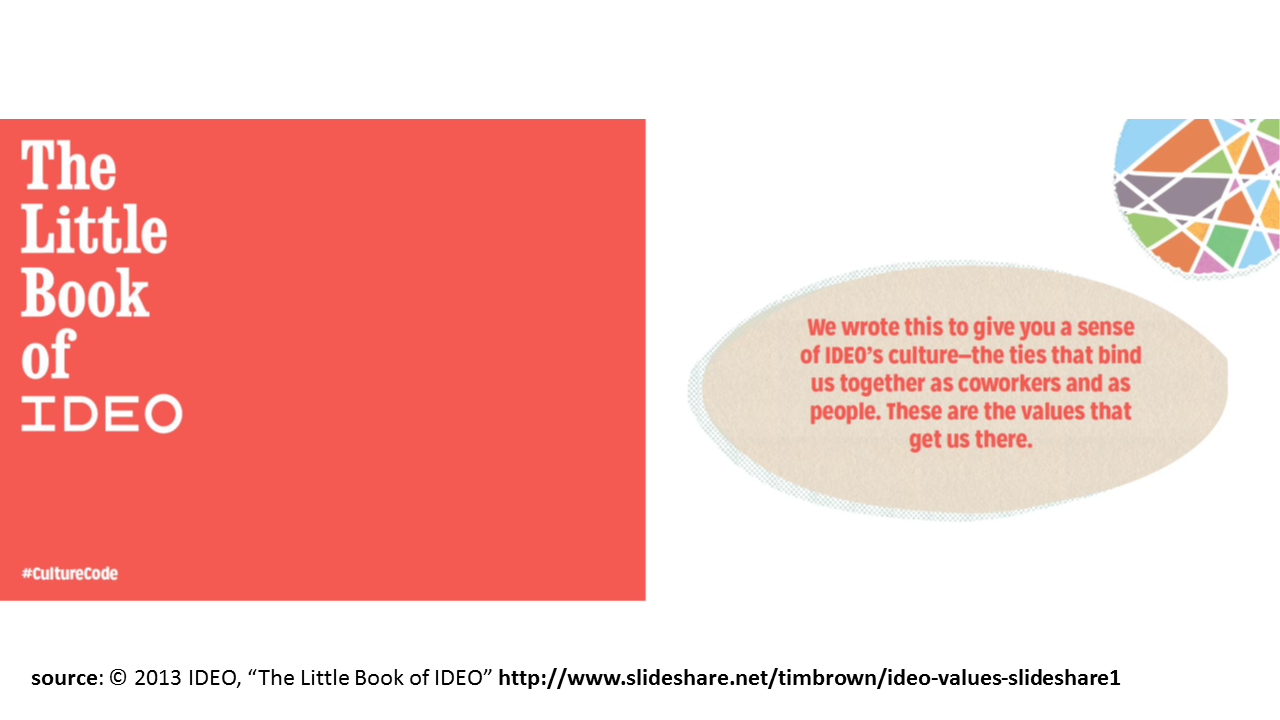 The
Little
Book
of
IDEO
#CultureCode
We wrote this to give you a sense
of IDEO's culture—the ties that bind
us together as coworkers and as
people. These are the values that
get us there.
source: © 2013 IDEO, “The Little Book of IDEO” http://www.slideshare.net/timbrown/ideo-values-slideshare1